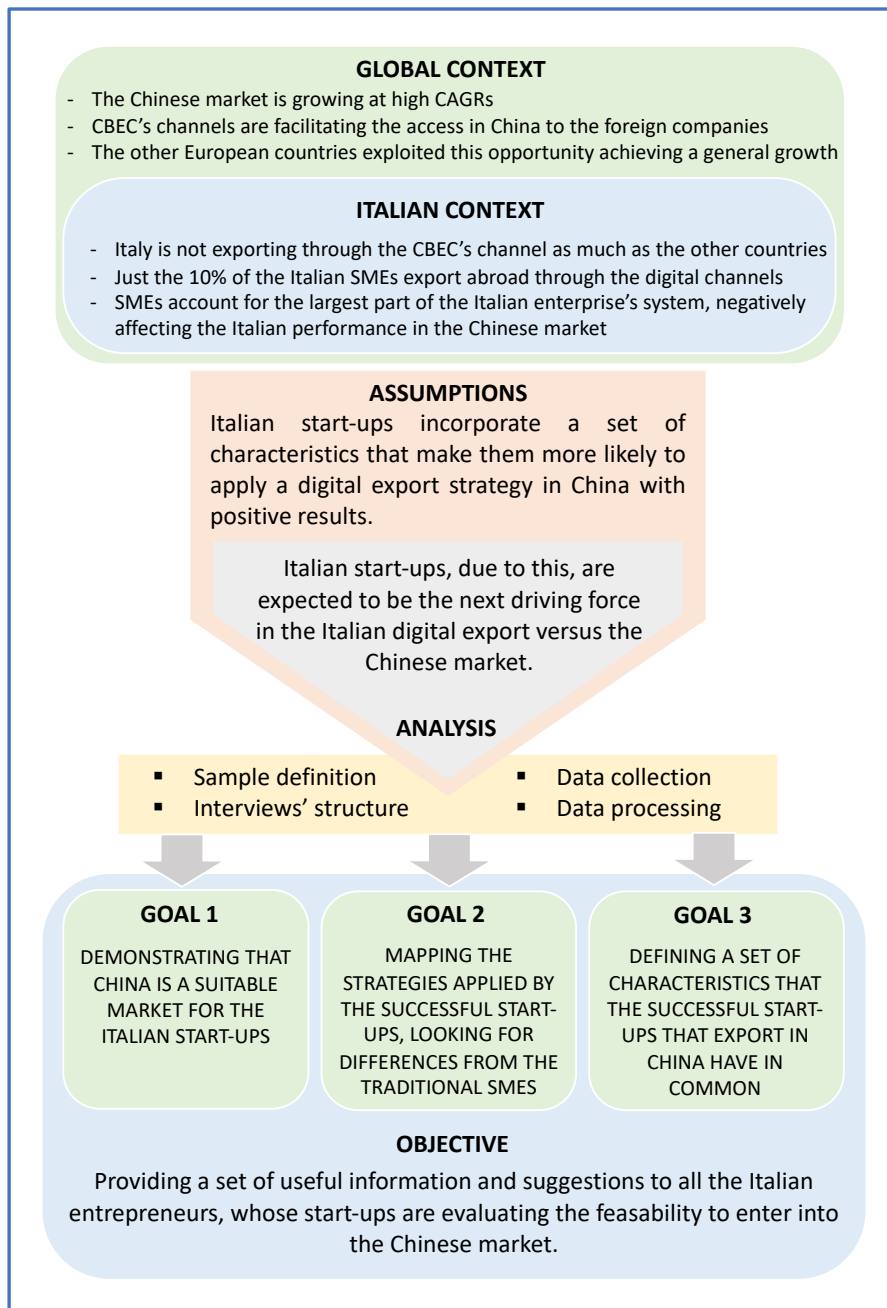 GLOBAL CONTEXT
- The Chinese market is growing at high CAGRs
- CBEC’s channels are facilitating the access in China to the foreign companies
- The other European countries exploited this opportunity achieving a general growth
ITALIAN CONTEXT
- Italy is not exporting through the CBEC’s channel as much as the other countries
- Just the 10% of the Italian SMEs export abroad through the digital channels
- SMEs account for the largest part of the Italian enterprise’s system, negatively
affecting the Italian performance in the Chinese market
ASSUMPTIONS
Italian start-ups incorporate a set of
characteristics that make them more likely to
apply a digital export strategy in China with
positive results.
Italian start-ups, due to this, are
expected to be the next driving force
in the Italian digital export versus the
Chinese market.
ANALYSIS
▪ Sample definition
▪ Interviews’ structure
▪ Data collection
▪ Data processing
GOAL 1
DEMONSTRATING THAT
CHINA IS A SUITABLE
MARKET FOR THE
ITALIAN START-UPS
GOAL 2
MAPPING THE
STRATEGIES APPLIED BY
THE SUCCESSFUL START-
UPS, LOOKING FOR
DIFFERENCES FROM THE
TRADITIONAL SMES
GOAL 3
DEFINING A SET OF
CHARACTERISTICS THAT
THE SUCCESSFUL START-
UPS THAT EXPORT IN
CHINA HAVE IN
COMMON
OBJECTIVE
Providing a set of useful information and suggestions to all the Italian
entrepreneurs, whose start-ups are evaluating the feasability to enter into
the Chinese market.